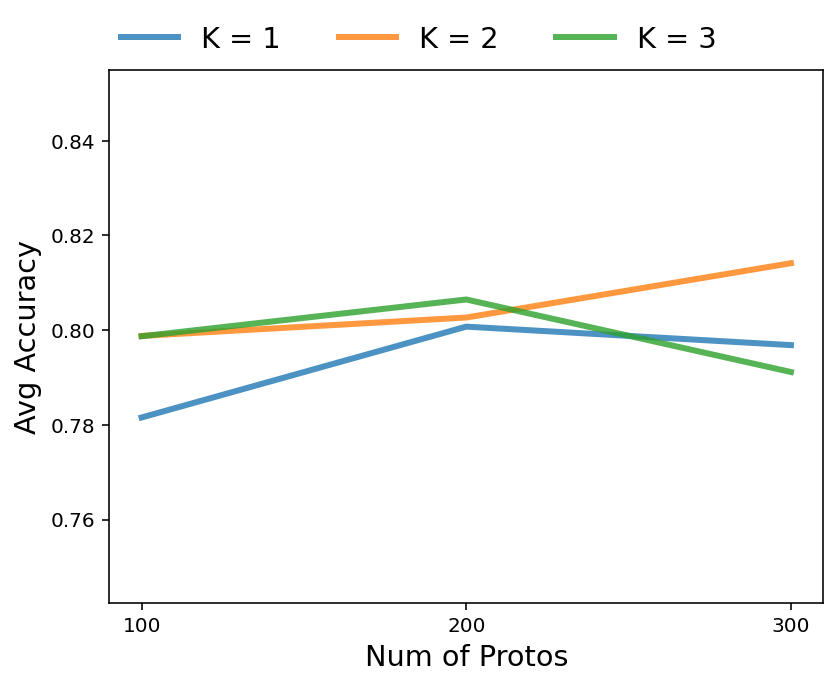 K = 1 K = 2 K = 3
0.84
0.82
0.80
0.78
0.76
Avg Accuracy
100 200 300
Num of Protos